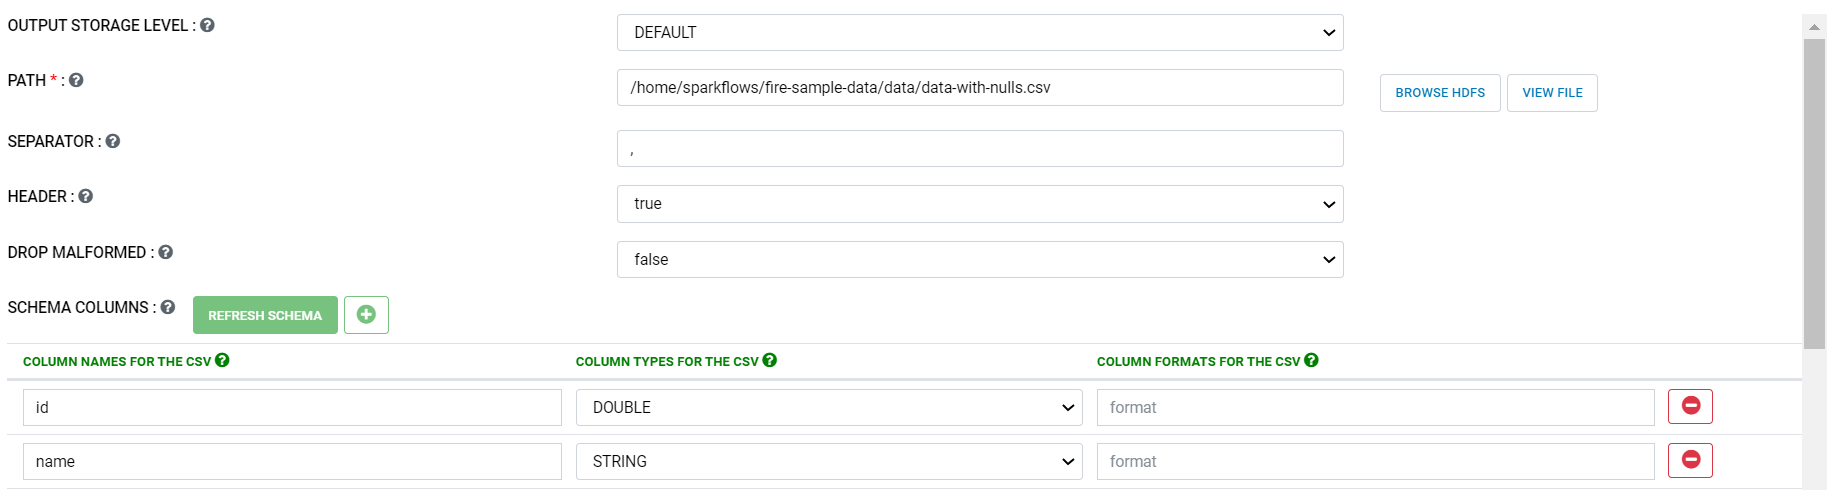 OUTPUT STORAGE LEVEL :
DEFAULT
PATH * :
/home/sparkflows/fire-sample-data/data/data-with-nulls.csv
BROWSE HDFS
VIEW FILE
SEPARATOR :
,
HEADER :
true
DROP MALFORMED :
false
SCHEMA COLUMNS :
REFRESH SCHEMA
COLUMN NAMES FOR THE CSV
COLUMN TYPES FOR THE CSV
COLUMN FORMATS FOR THE CSV
id
DOUBLE
format
name
STRING
format